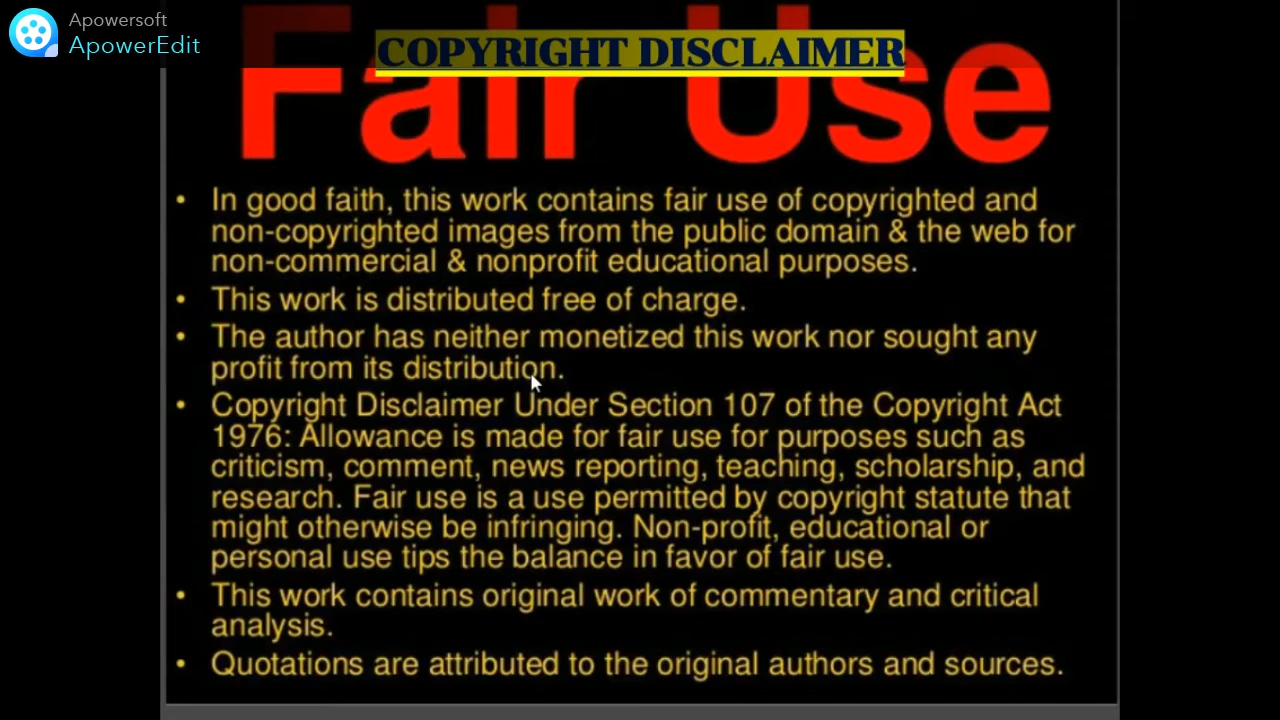 Apowersoft
ApowerEdit
COPYRIGHT DISCLAIMER
Fair Use
• In good faith, this work contains fair use of copyrighted and
non-copyrighted images from the public domain & the web for
non-commercial & nonprofit educational purposes.
• This work is distributed free of charge.
• The author has neither monetized this work nor sought any
profit from its distribution.
• Copyright Disclaimer Under Section 107 of the Copyright Act
1976: Allowance is made for fair use for purposes such as
criticism, comment, news reporting, teaching, scholarship, and
research. Fair use is a use permitted by copyright statute that
might otherwise be infringing. Non-profit, educational or
personal use tips the balance in favor of fair use.
• This work contains original work of commentary and critical
analysis.
• Quotations are attributed to the original authors and sources.